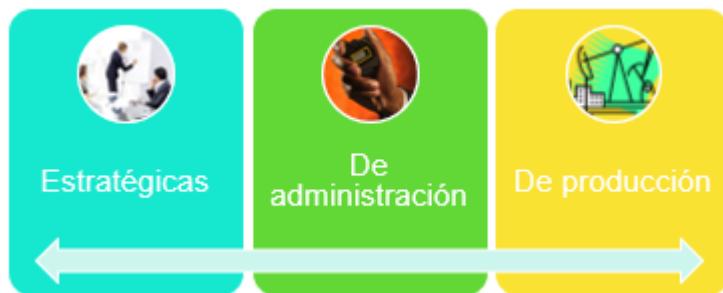 Estratégicas
De
administración
De producción